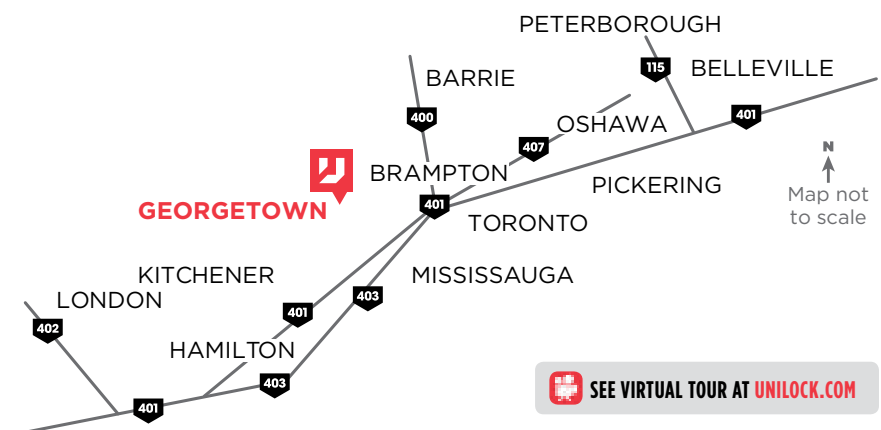 PETERBOROUGH
115
BELLEVILLE
BARRIE
400
401
OSHAWA
407
N
BRAMPTON
PICKERING
Map not
to scale
GEORGETOWN
401
TORONTO
KITCHENER
MISSISSAUGA
LONDON
403
401
402
HAMILTON
403
401
SEE VIRTUAL TOUR AT UNILOCK.COM